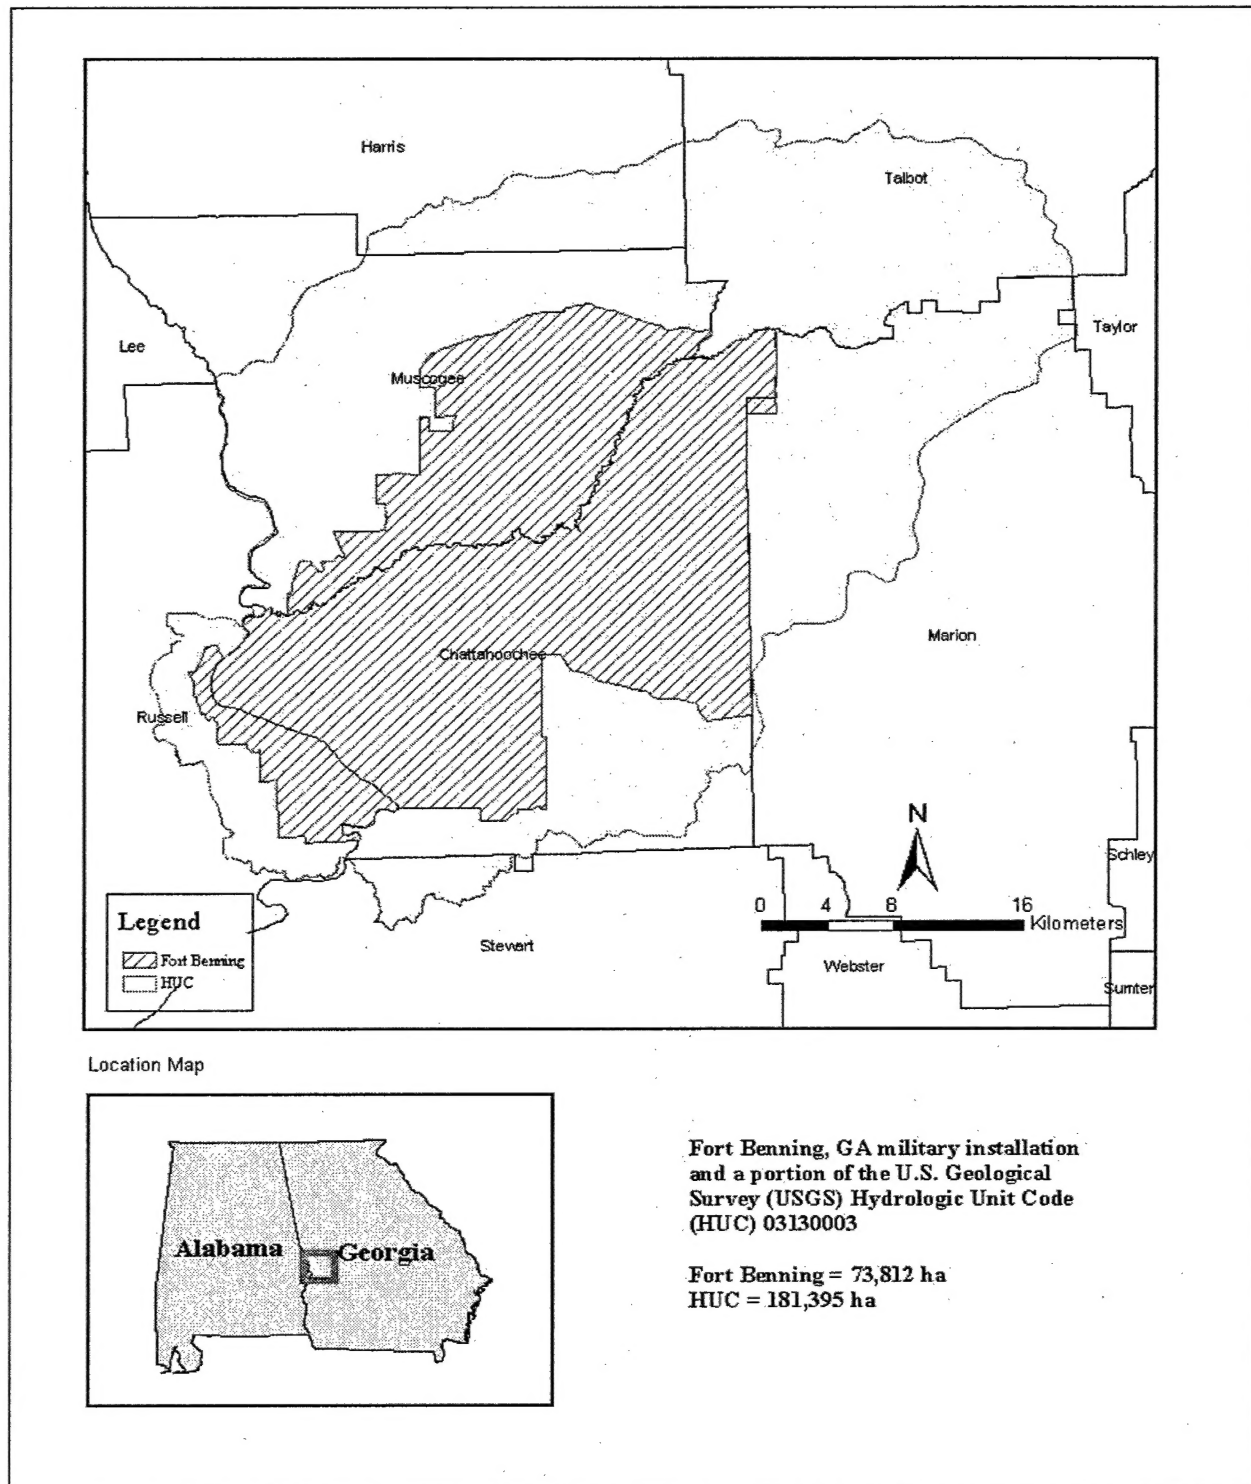 Harris
Talbot
Taylor
Lee
Muscogee
Marion
Chattahoochee
Russell
N
Schley
0 4 8 16
Kilometers
Legend
Fort Benning
HUC
Stewart
Webster
Sumter
Location Map
Alabama
Georgia
Fort Benning, GA military installation
and a portion of the U.S. Geological
Survey (USGS) Hydrologic Unit Code
(HUC) 03130003
Fort Benning = 73,812 ha
HUC = 181,395 ha